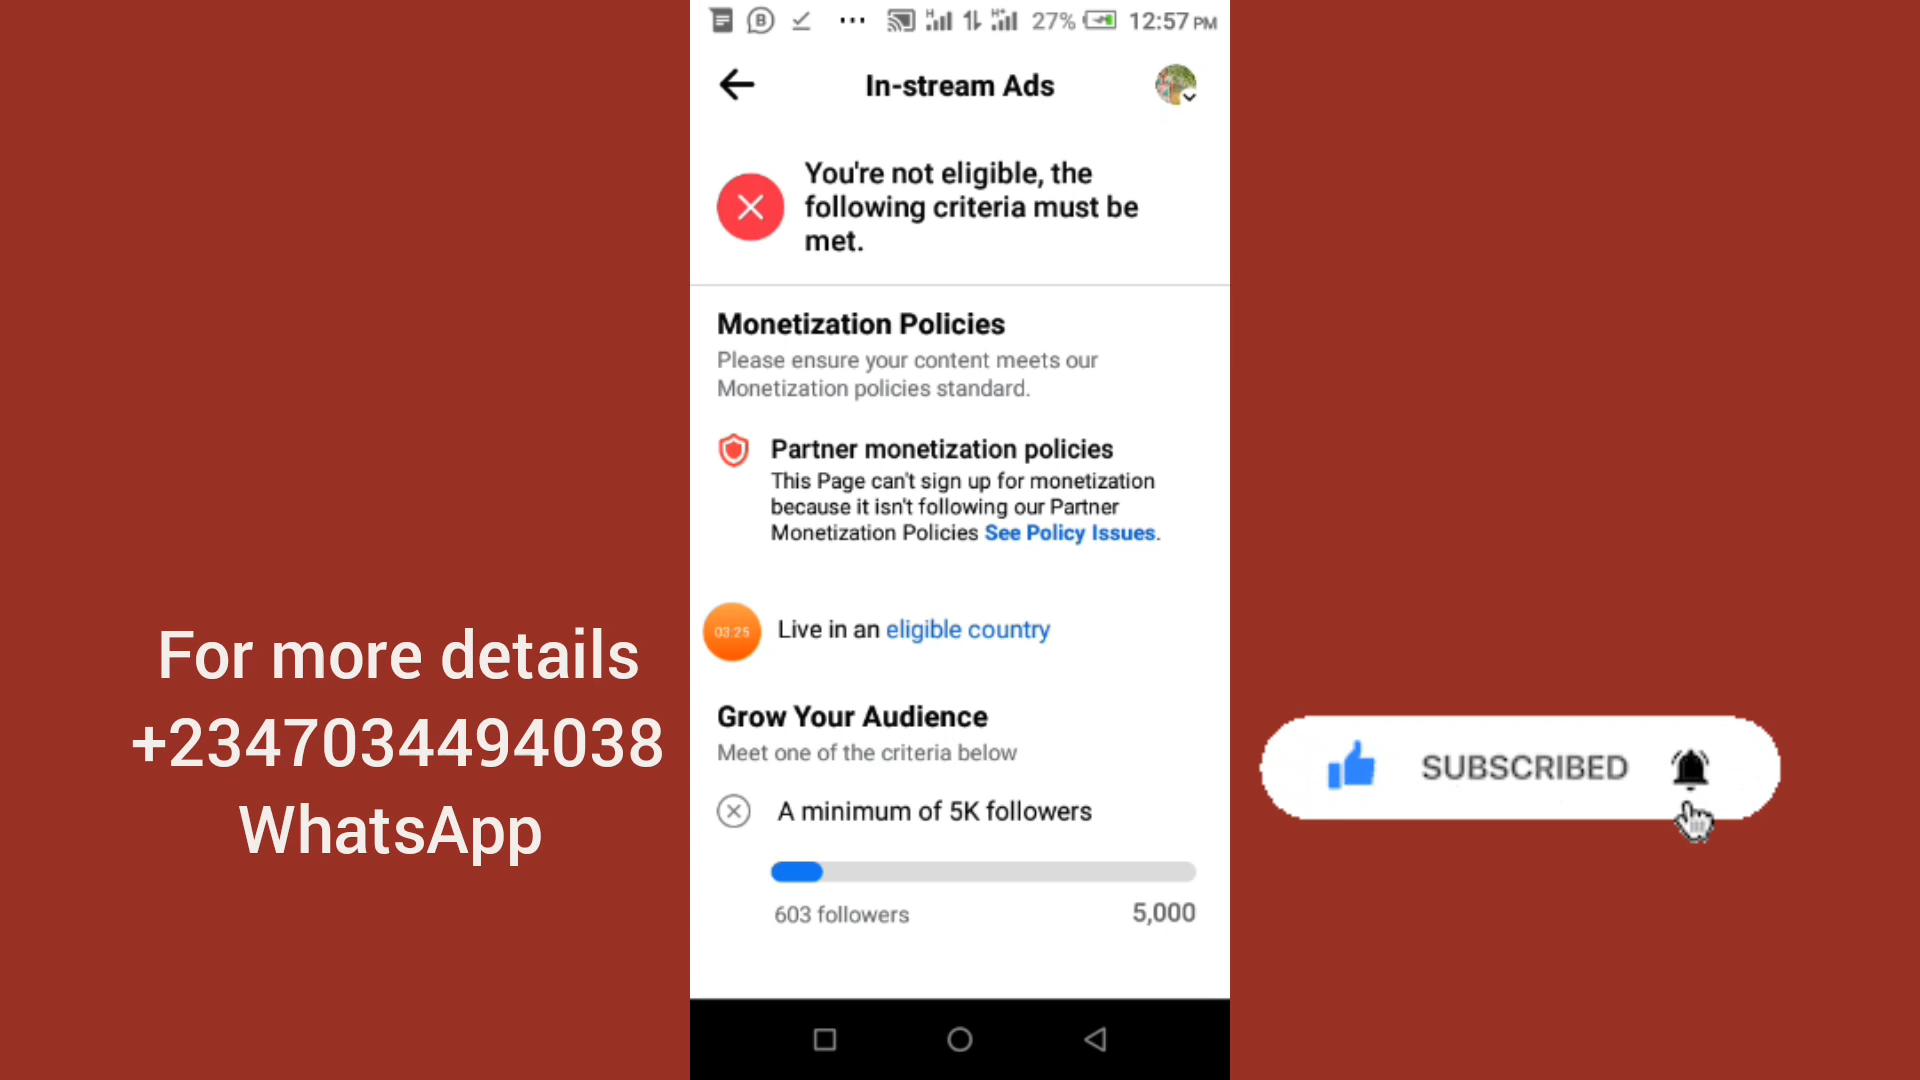 27% 12:57 PM
In-stream Ads
You're not eligible, the
following criteria must be
met.
Monetization Policies
Please ensure your content meets our
Monetization policies standard.
Partner monetization policies
This Page can't sign up for monetization
because it isn't following our Partner
Monetization Policies See Policy Issues.
03:25
Live in an eligible country
Grow Your Audience
Meet one of the criteria below
A minimum of 5K followers
603 followers 5,000
For more details
+2347034494038
WhatsApp
SUBSCRIBED